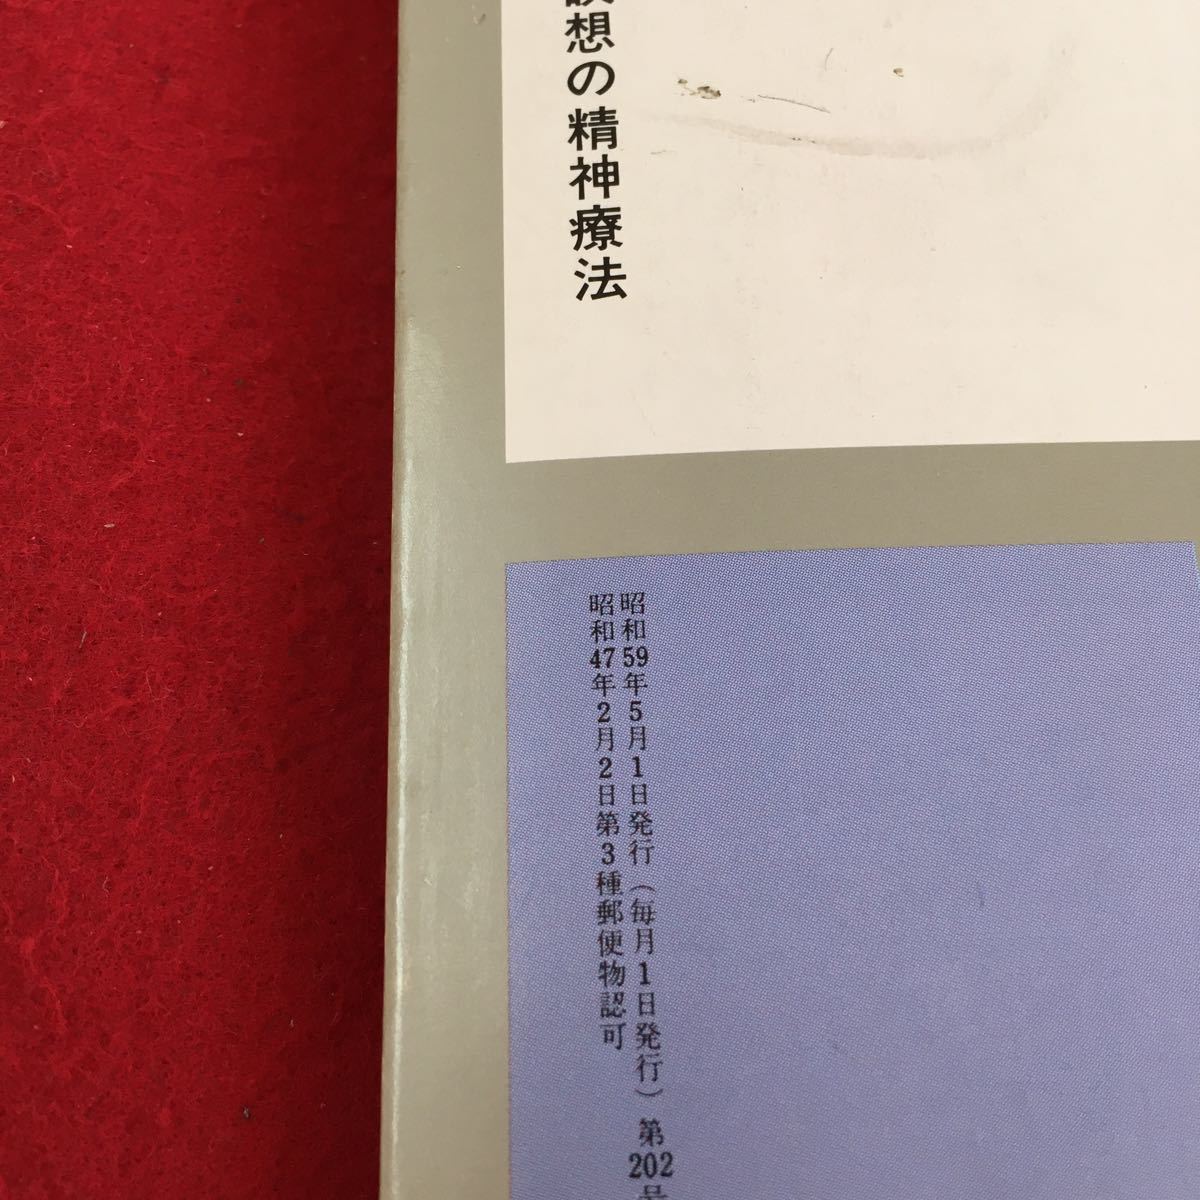 想の精神療法
昭和59年5月1日発行(毎月1日発行) 第202号
昭和47年2月2日第3種郵便物認可